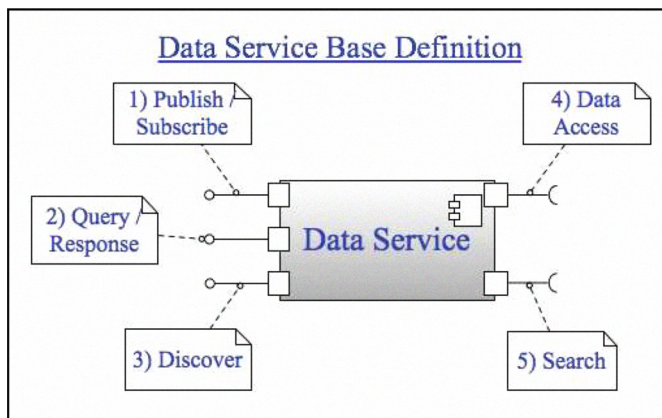 Data Service Base Definition
1) Publish /
Subscribe
4) Data
Access
2) Query /
Response
Data Service
3) Discover
5) Search